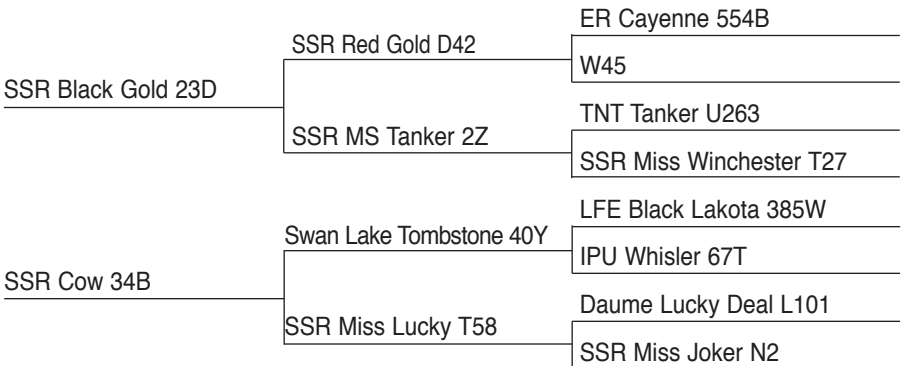 ER Cayenne 554B
SSR Red Gold D42
W45
SSR Black Gold 23D
TNT Tanker U263
SSR MS Tanker 2Z
SSR Miss Winchester T27
LFE Black Lakota 385W
Swan Lake Tombstone 40Y
IPU Whisler 67T
SSR Cow 34B
Daume Lucky Deal L101
SSR Miss Lucky T58
SSR Miss Joker N2